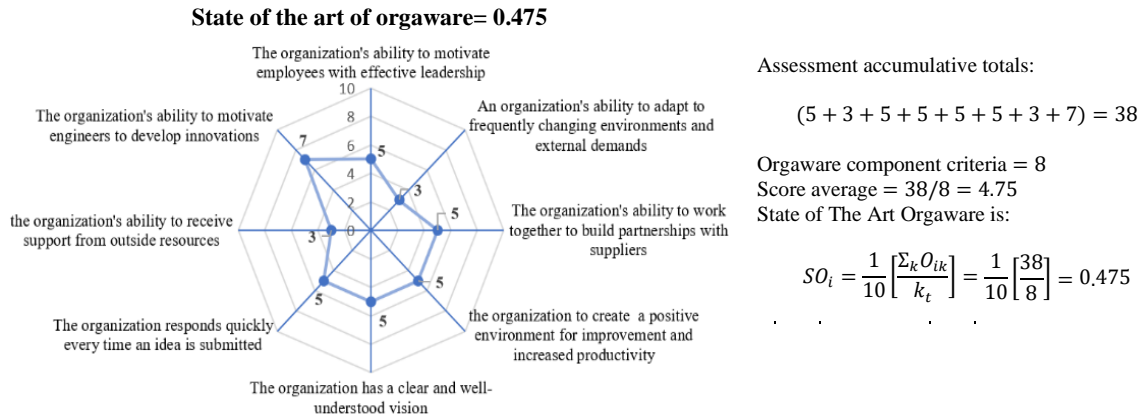 State of the art of orgaware= 0.475
The organization's ability to motivate
employees with effective leadership
10
8
6
4
2
0
An organization's ability to adapt to
frequently changing environments and
external demands
The organization's ability to work
together to build partnerships with
suppliers
the organization to create a positive
environment for improvement and
increased productivity
The organization has a clear and well-
understood vision
The organization responds quickly
every time an idea is submitted
the organization's ability to receive
support from outside resources
The organization's ability to motivate
engineers to develop innovations
5
3
5
5
5
5
3
7
Assessment accumulative totals:
(5 + 3 + 5 + 5 + 5 + 5 + 3 + 7) = 38
Orgaware component criteria = 8
Score average = 38/8 = 4.75
State of The Art Orgaware is:
SOᵢ = 1/10 [Σₖ Oᵢₖ / kₜ] = 1/10 [38/8] = 0.475